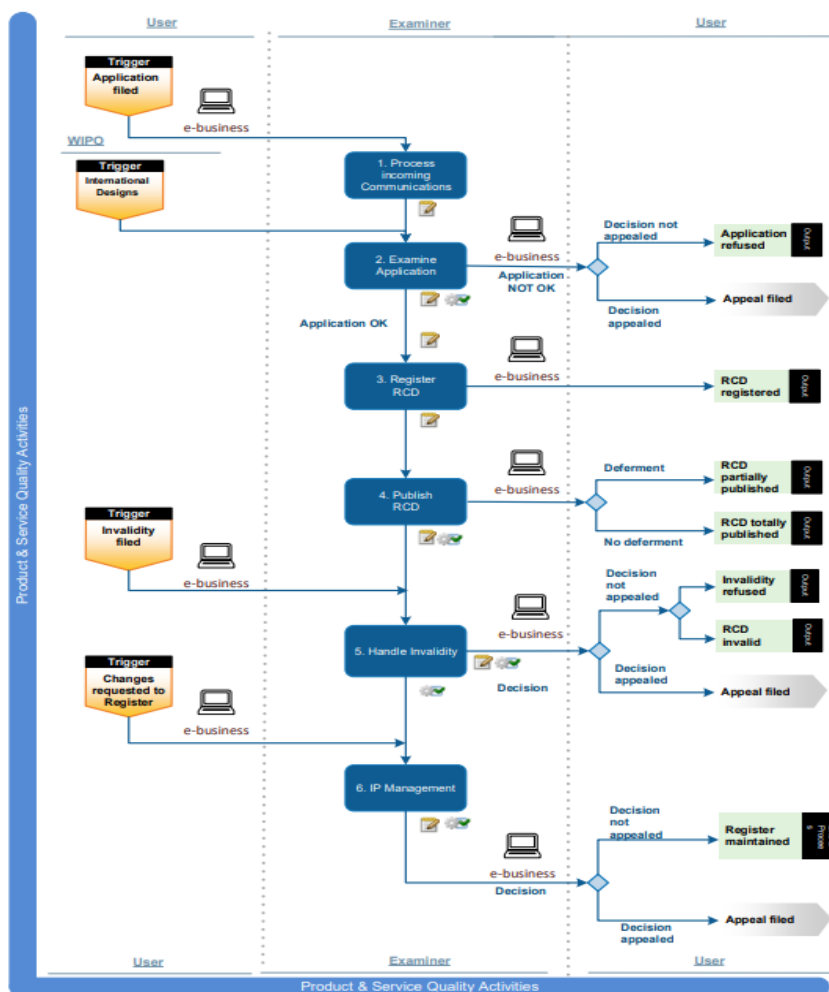 User
Examiner
User
Trigger
Application
filed
e-business
WIPO
Trigger
International
Designs
1. Process
incoming
Communications
2. Examine
Application
e-business
Application
NOT OK
Decision not
appealed
Application
refused
Output
Decision
appealed
Appeal filed
Application OK
3. Register
RCD
e-business
RCD
registered
Output
4. Publish
RCD
e-business
Deferment
RCD
partially
published
Output
No deferment
RCD totally
published
Output
Trigger
Invalidity
filed
e-business
5. Handle Invalidity
e-business
Decision
Decision
not
appealed
Invalidity
refused
Output
RCD
invalid
Output
Decision
appealed
Appeal filed
Trigger
Changes
requested to
Register
e-business
6. IP Management
e-business
Decision
Decision
not
appealed
Register
maintained
Proces
s
Decision
appealed
Appeal filed
User
Examiner
User
Product & Service Quality Activities
Product & Service Quality Activities